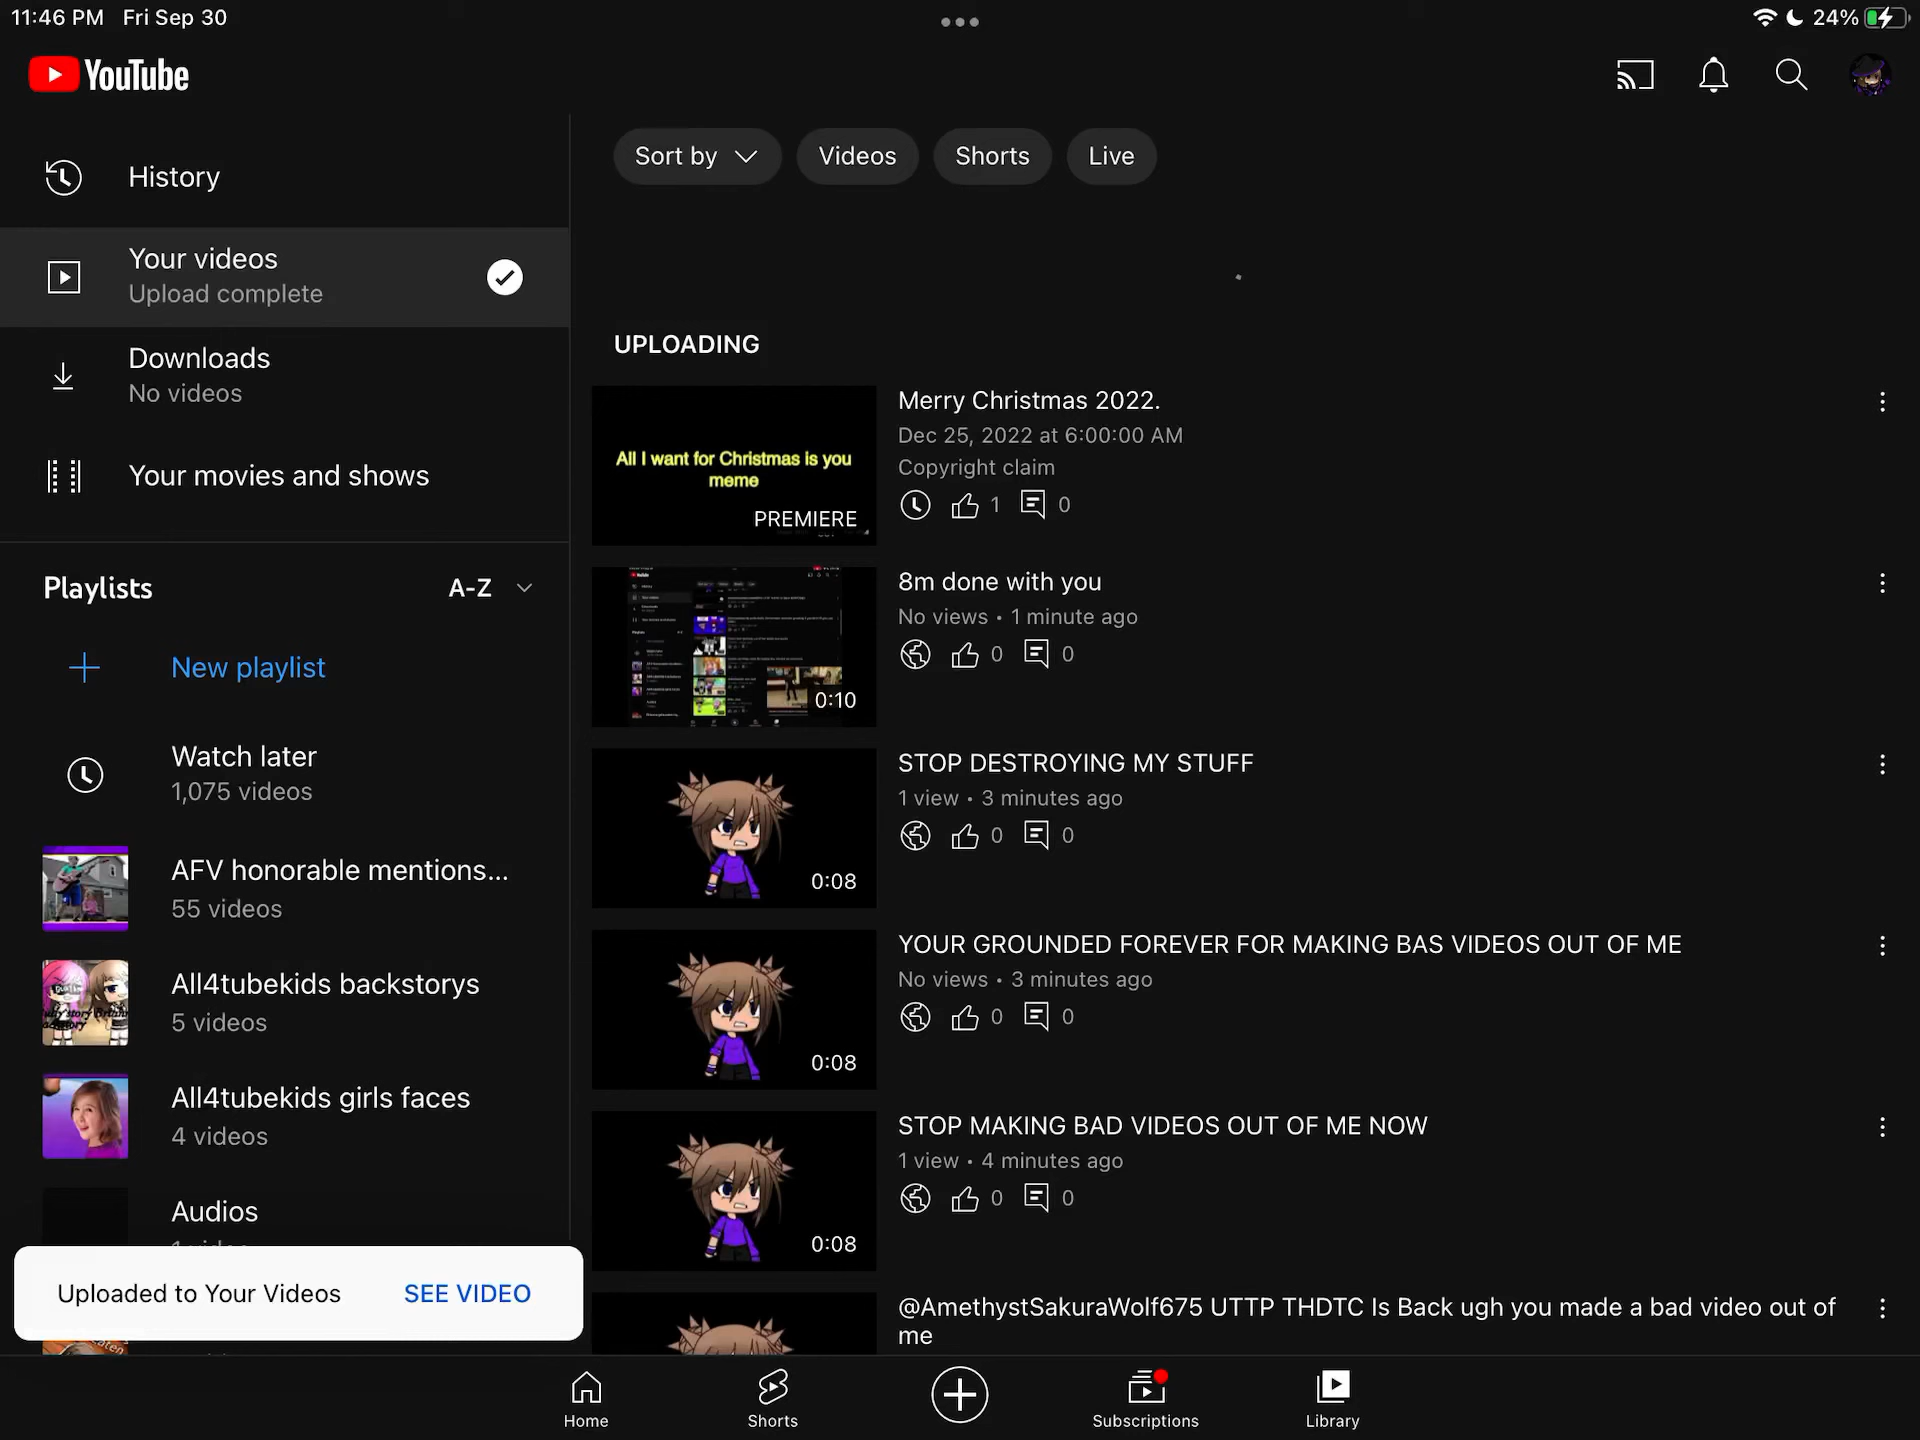 11:46 PM Fri Sep 30
24%
YouTube
History
Your videos
Upload complete
Downloads
No videos
Your movies and shows
Playlists
A-Z
New playlist
Watch later
1,075 videos
AFV honorable mentions...
55 videos
All4tubekids backstorys
5 videos
All4tubekids girls faces
4 videos
Audios
Uploaded to Your Videos
SEE VIDEO
Sort by
Videos
Shorts
Live
UPLOADING
All I want for Christmas is you
meme
PREMIERE
Merry Christmas 2022.
Dec 25, 2022 at 6:00:00 AM
Copyright claim
1
0
0:10
8m done with you
No views • 1 minute ago
0
0
0:08
STOP DESTROYING MY STUFF
1 view • 3 minutes ago
0
0
0:08
YOUR GROUNDED FOREVER FOR MAKING BAS VIDEOS OUT OF ME
No views • 3 minutes ago
0
0
0:08
STOP MAKING BAD VIDEOS OUT OF ME NOW
1 view • 4 minutes ago
0
0
@AmethystSakuraWolf675 UTTP THDTC Is Back ugh you made a bad video out of
me
Home
Shorts
Subscriptions
Library